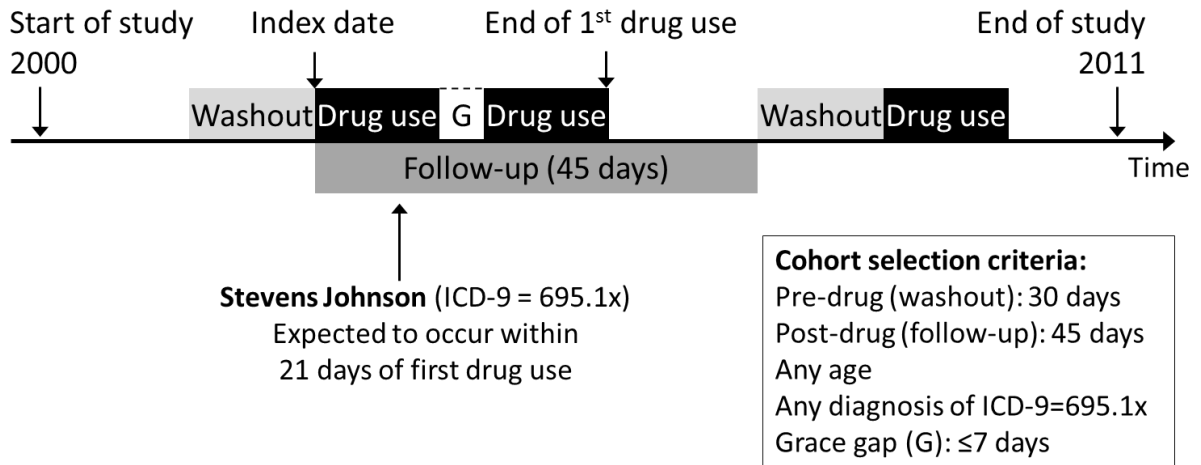 Start of study
2000
Index date
End of 1st drug use
End of study
2011
Washout
Drug use
G
Drug use
Washout
Drug use
Follow-up (45 days)
Time
Stevens Johnson (ICD-9 = 695.1x)
Expected to occur within
21 days of first drug use
Cohort selection criteria:
Pre-drug (washout): 30 days
Post-drug (follow-up): 45 days
Any age
Any diagnosis of ICD-9=695.1x
Grace gap (G): ≤7 days